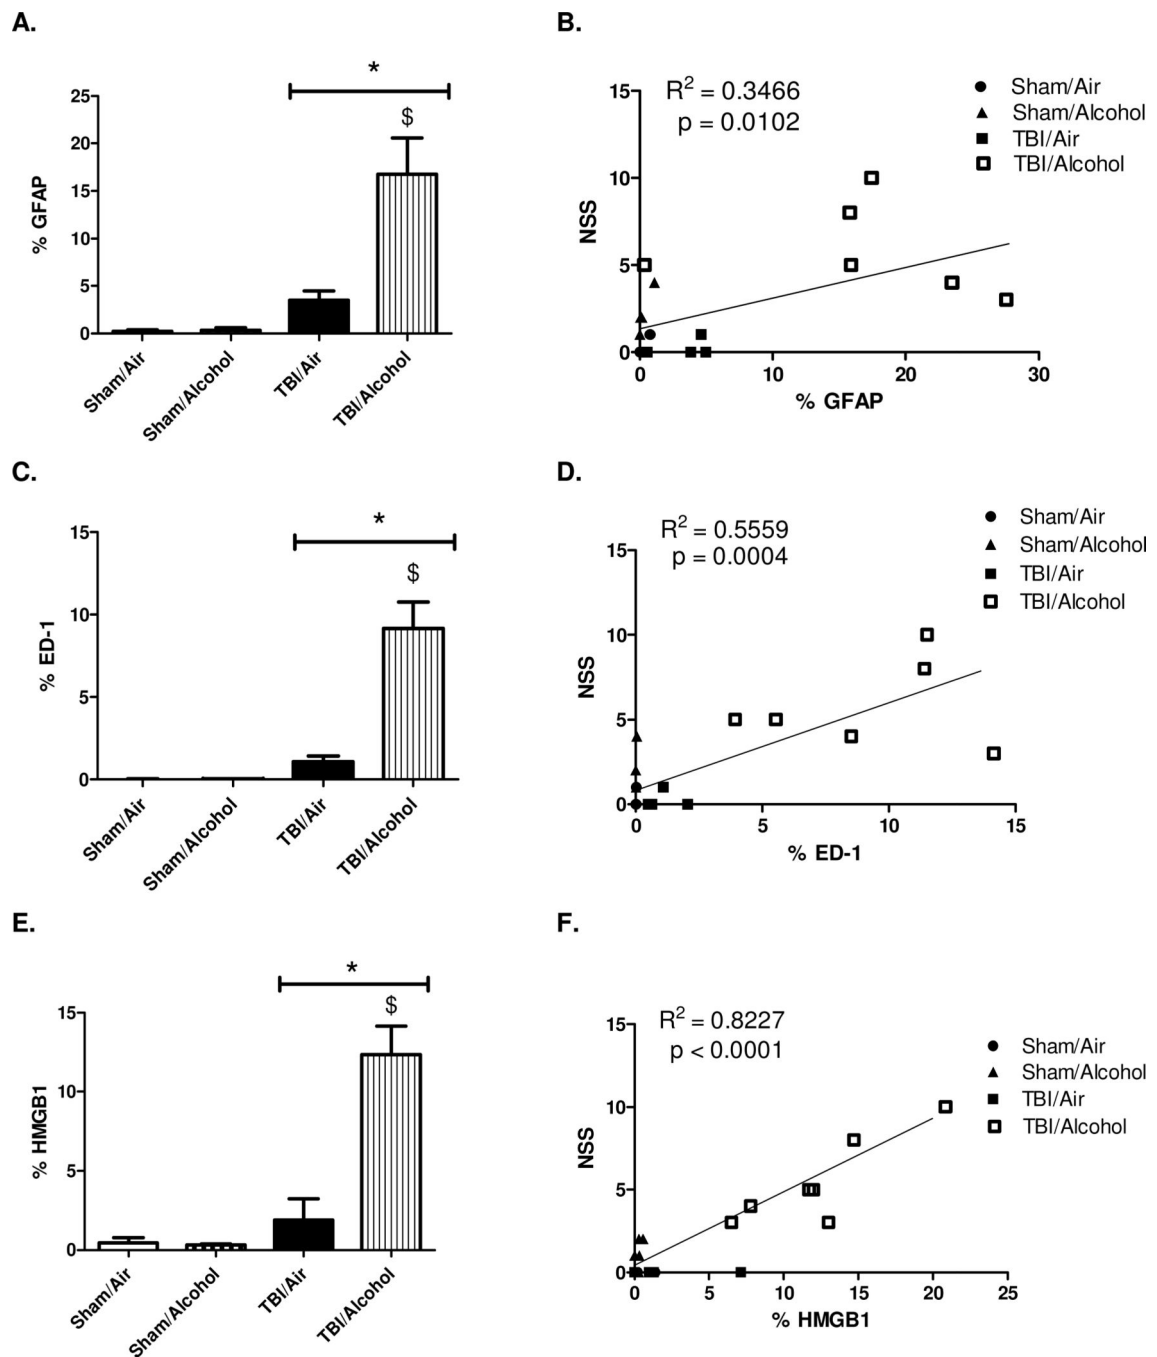 A.
*
$
25
20
15
10
5
0
% GFAP
Sham/Air
Sham/Alcohol
TBI/Air
TBI/Alcohol
B.
R² = 0.3466
p = 0.0102
Sham/Air
Sham/Alcohol
TBI/Air
TBI/Alcohol
15
10
5
0
NSS
0 10 20 30
% GFAP
C.
*
$
15
10
5
0
% ED-1
Sham/Air
Sham/Alcohol
TBI/Air
TBI/Alcohol
D.
R² = 0.5559
p = 0.0004
Sham/Air
Sham/Alcohol
TBI/Air
TBI/Alcohol
15
10
5
0
NSS
0 5 10 15
% ED-1
E.
*
$
15
10
5
0
% HMGB1
Sham/Air
Sham/Alcohol
TBI/Air
TBI/Alcohol
F.
R² = 0.8227
p < 0.0001
Sham/Air
Sham/Alcohol
TBI/Air
TBI/Alcohol
15
10
5
0
NSS
0 5 10 15 20 25
% HMGB1